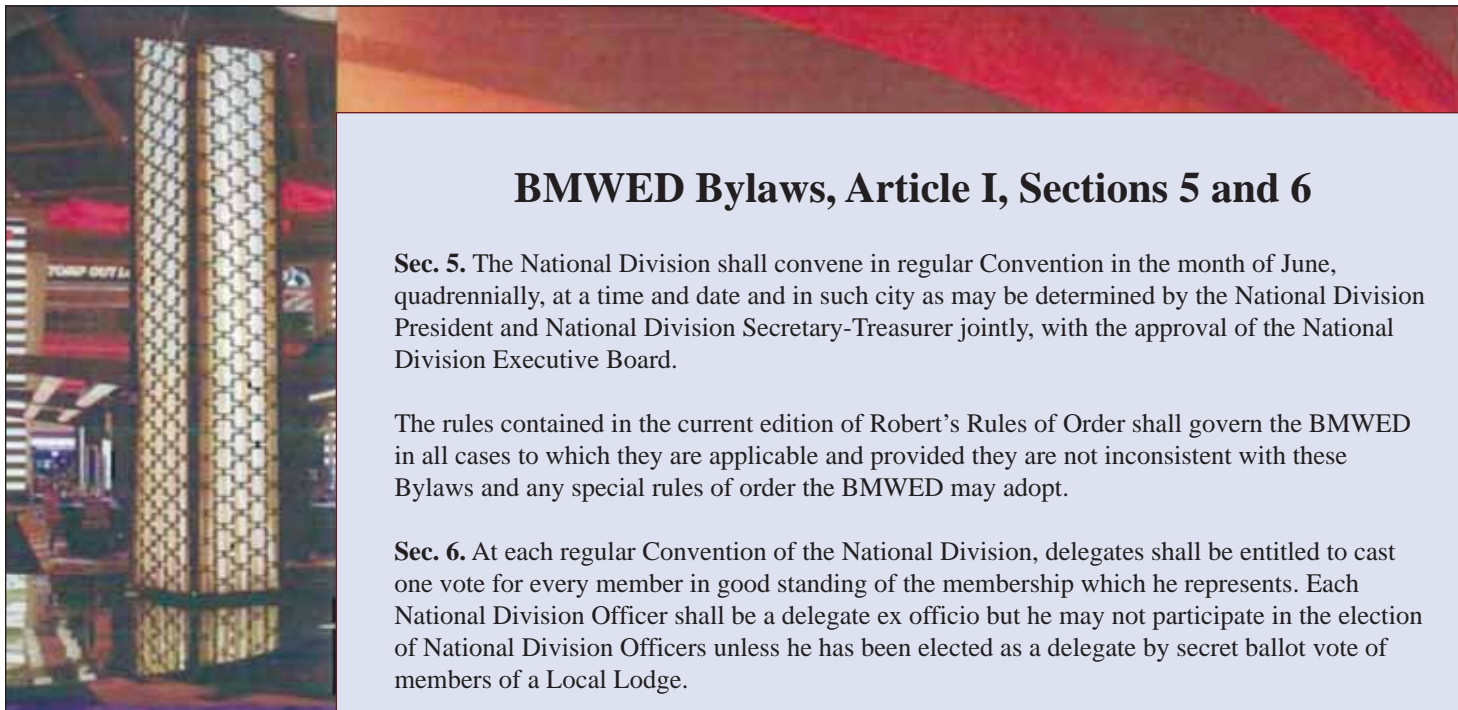 OUT
BMWED Bylaws, Article I, Sections 5 and 6
Sec. 5. The National Division shall convene in regular Convention in the month of June,
quadrennially, at a time and date and in such city as may be determined by the National Division
President and National Division Secretary-Treasurer jointly, with the approval of the National
Division Executive Board.
The rules contained in the current edition of Robert’s Rules of Order shall govern the BMWED
in all cases to which they are applicable and provided they are not inconsistent with these
Bylaws and any special rules of order the BMWED may adopt.
Sec. 6. At each regular Convention of the National Division, delegates shall be entitled to cast
one vote for every member in good standing of the membership which he represents. Each
National Division Officer shall be a delegate ex officio but he may not participate in the election
of National Division Officers unless he has been elected as a delegate by secret ballot vote of
members of a Local Lodge.